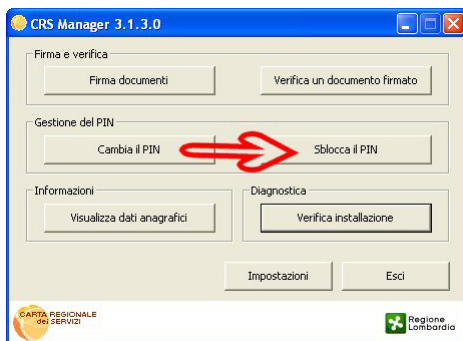 CRS Manager 3.1.3.0
Firma e verifica
Firma documenti
Verifica un documento firmato
Gestione del PIN
Cambia il PIN
Sblocca il PIN
Informazioni
Diagnostica
Visualizza dati anagrafici
Verifica installazione
Impostazioni
Esci
CARTA REGIONALE
dei SERVIZI
Regione
Lombardia